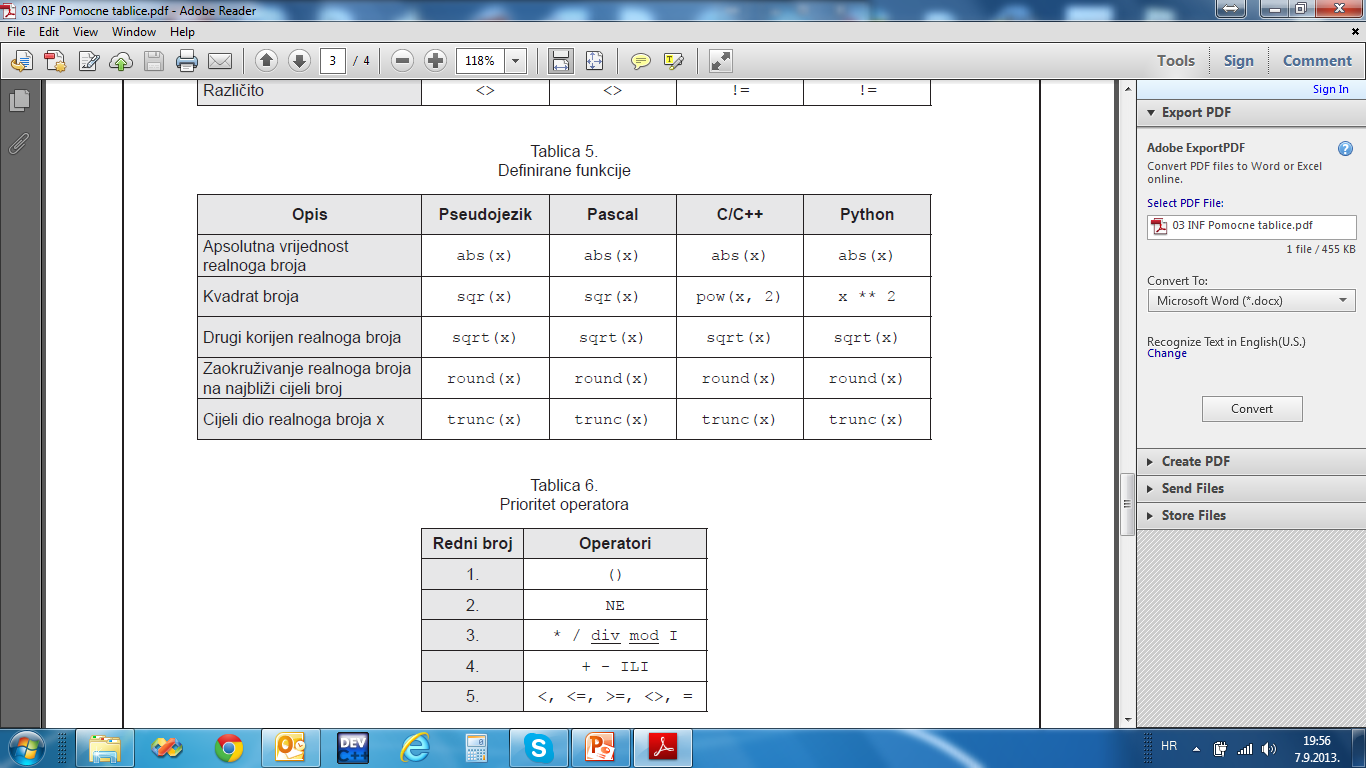 03 INF Pomocne tablice.pdf - Adobe Reader
File Edit View Window Help
3 / 4 118% Tools Sign Comment
Različito <> <> != !=
Tablica 5.
Definirane funkcije
Opis Pseudojezik Pascal C/C++ Python
Apsolutna vrijednost
realnoga broja abs(x) abs(x) abs(x) abs(x)
Kvadrat broja sqr(x) sqr(x) pow(x, 2) x ** 2
Drugi korijen realnoga broja sqrt(x) sqrt(x) sqrt(x) sqrt(x)
Zaokruživanje realnoga broja
na najbliži cijeli broj round(x) round(x) round(x) round(x)
Cijeli dio realnoga broja x trunc(x) trunc(x) trunc(x) trunc(x)
Tablica 6.
Prioritet operatora
Redni broj Operatori
1. ()
2. NE
3. * / div mod I
4. + - ILI
5. <, <=, >=, <>, =
Sign In
Export PDF
Adobe ExportPDF
Convert PDF files to Word or Excel
online.
Select PDF File:
03 INF Pomocne tablice.pdf
1 file / 455 KB
Convert To:
Microsoft Word (*.docx)
Recognize Text in English(U.S.)
Change
Convert
Create PDF
Send Files
Store Files
DEV
C++
HR
19:56
7.9.2013.